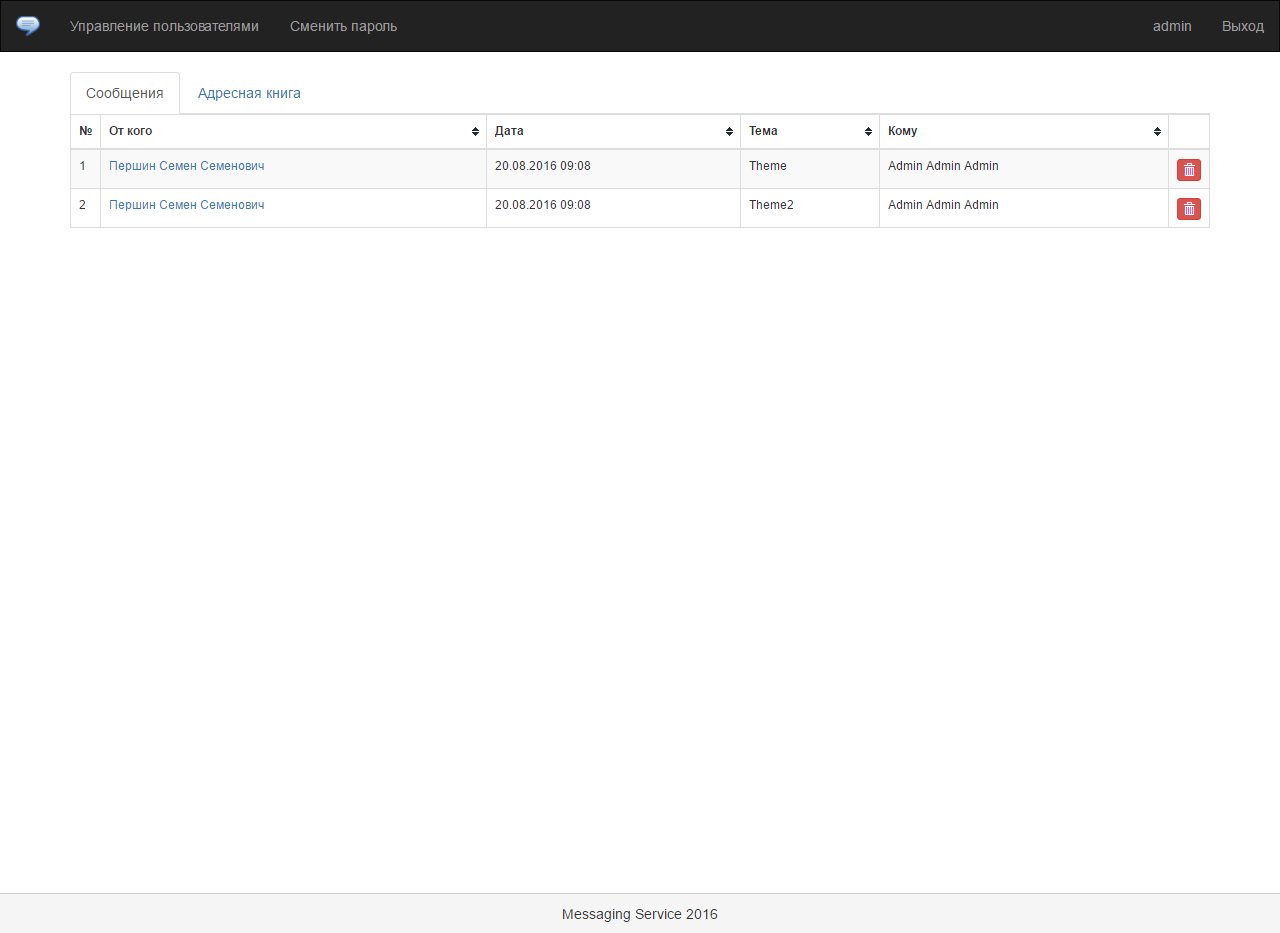 Управление пользователями Сменить пароль admin Выход
Сообщения Адресная книга
№ От кого Дата Тема Кому
1 Першин Семен Семенович 20.08.2016 09:08 Theme Admin Admin Admin
2 Першин Семен Семенович 20.08.2016 09:08 Theme2 Admin Admin Admin
Messaging Service 2016